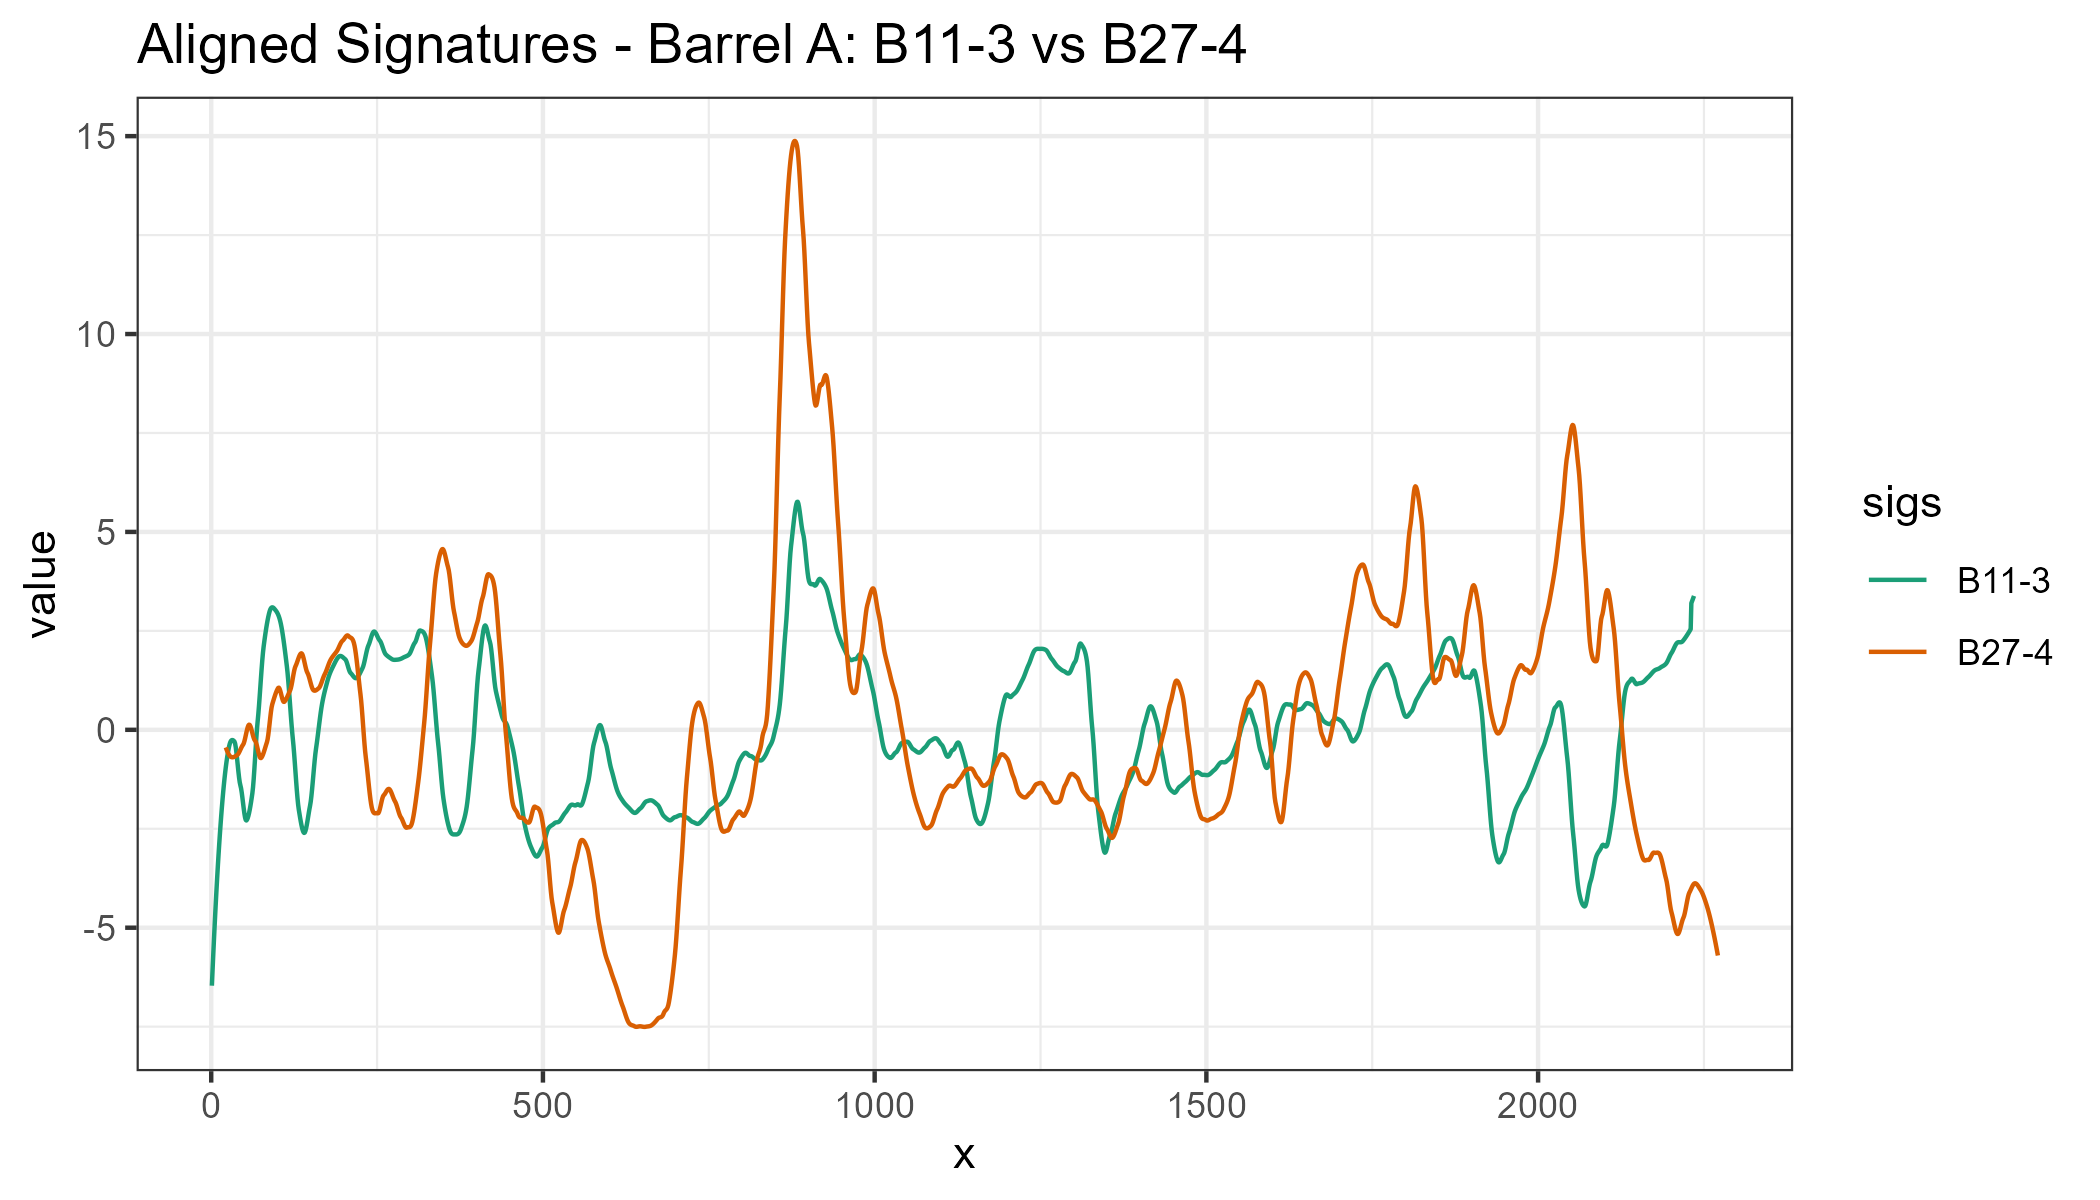 Aligned Signatures - Barrel A: B11-3 vs B27-4
15
10
5
0
-5
value
0 500 1000 1500 2000
x
sigs
B11-3
B27-4